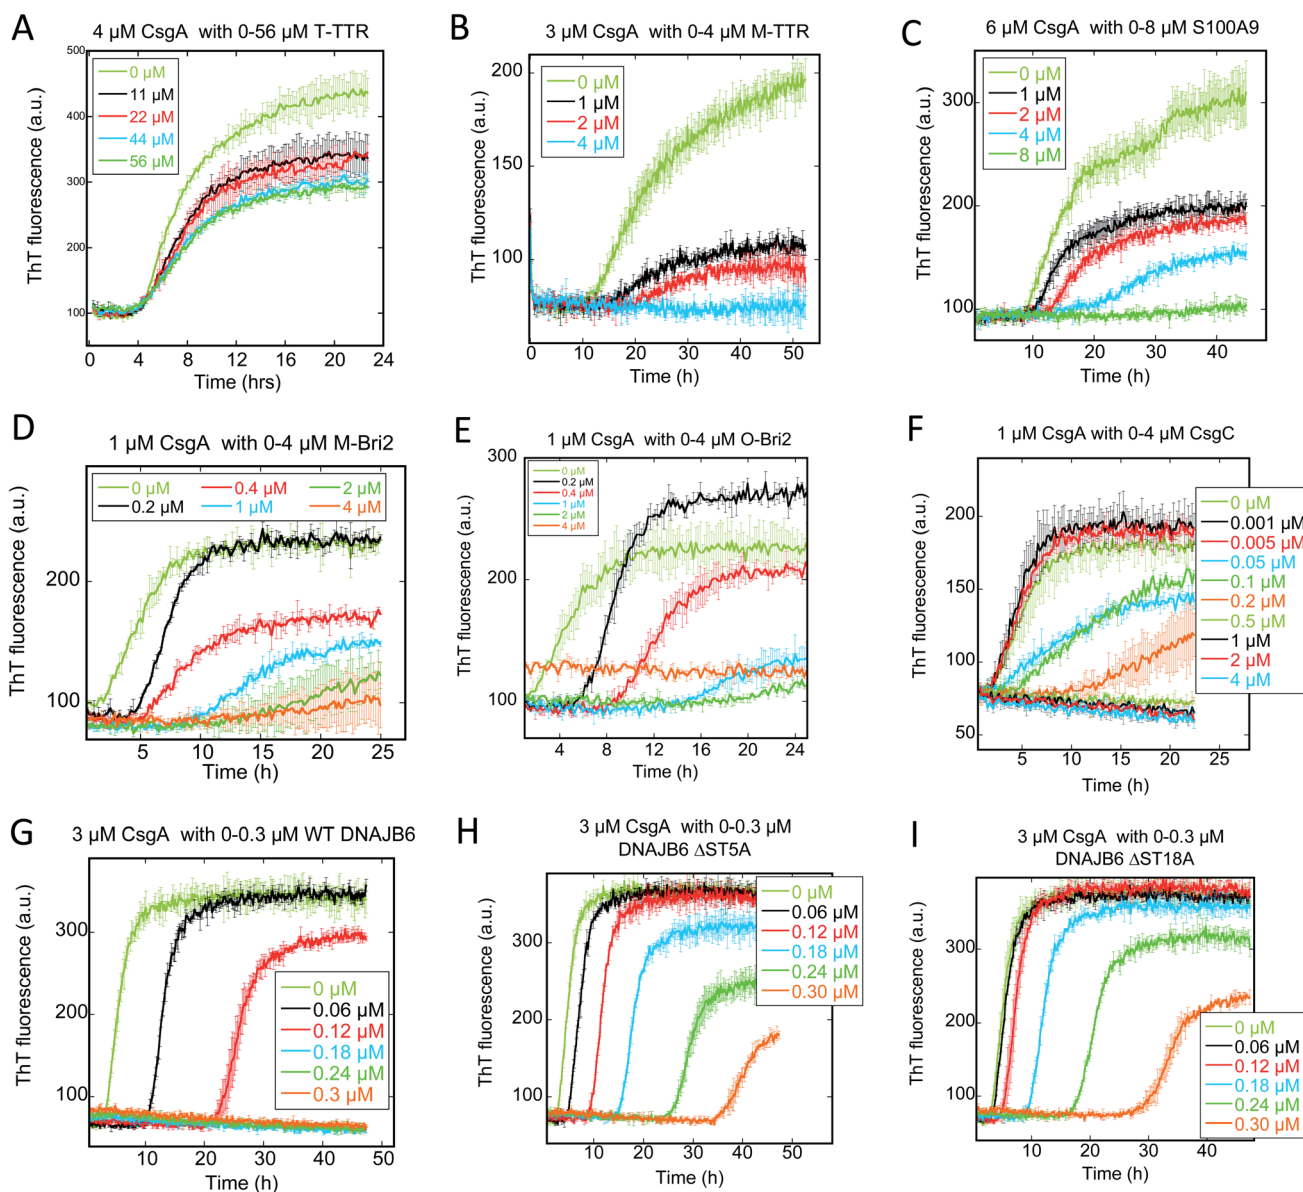 A
4 µM CsgA with 0-56 µM T-TTR
500
400
300
200
100
0 µM
11 µM
22 µM
44 µM
56 µM
ThT fluorescence (a.u.)
0 4 8 12 16 20 24
Time (hrs)
B
3 µM CsgA with 0-4 µM M-TTR
200
150
100
0 µM
1 µM
2 µM
4 µM
ThT fluorescence (a.u.)
0 10 20 30 40 50
Time (h)
C
6 µM CsgA with 0-8 µM S100A9
300
200
100
0 µM
1 µM
2 µM
4 µM
8 µM
ThT fluorescence (a.u.)
10 20 30 40
Time (h)
D
1 µM CsgA with 0-4 µM M-Bri2
0 µM 0.4 µM 2 µM
0.2 µM 1 µM 4 µM
200
100
ThT fluorescence (a.u.)
5 10 15 20 25
Time (h)
E
1 µM CsgA with 0-4 µM O-Bri2
300
200
100
0 µM
0.2 µM
0.4 µM
1 µM
2 µM
4 µM
ThT fluorescence (a.u.)
4 8 12 16 20 24
Time (h)
F
1 µM CsgA with 0-4 µM CsgC
200
150
100
50
0 µM
0.001 µM
0.005 µM
0.05 µM
0.1 µM
0.2 µM
0.5 µM
1 µM
2 µM
4 µM
ThT fluorescence (a.u.)
5 10 15 20 25
Time (h)
G
3 µM CsgA with 0-0.3 µM WT DNAJB6
300
200
100
0 µM
0.06 µM
0.12 µM
0.18 µM
0.24 µM
0.3 µM
ThT fluorescence (a.u.)
10 20 30 40 50
Time (h)
H
3 µM CsgA with 0-0.3 µM
DNAJB6 ΔST5A
300
200
100
0 µM
0.06 µM
0.12 µM
0.18 µM
0.24 µM
0.30 µM
ThT fluorescence (a.u.)
10 20 30 40 50
Time (h)
I
3 µM CsgA with 0-0.3 µM
DNAJB6 ΔST18A
300
200
100
0 µM
0.06 µM
0.12 µM
0.18 µM
0.24 µM
0.30 µM
ThT fluorescence (a.u.)
10 20 30 40
Time (h)